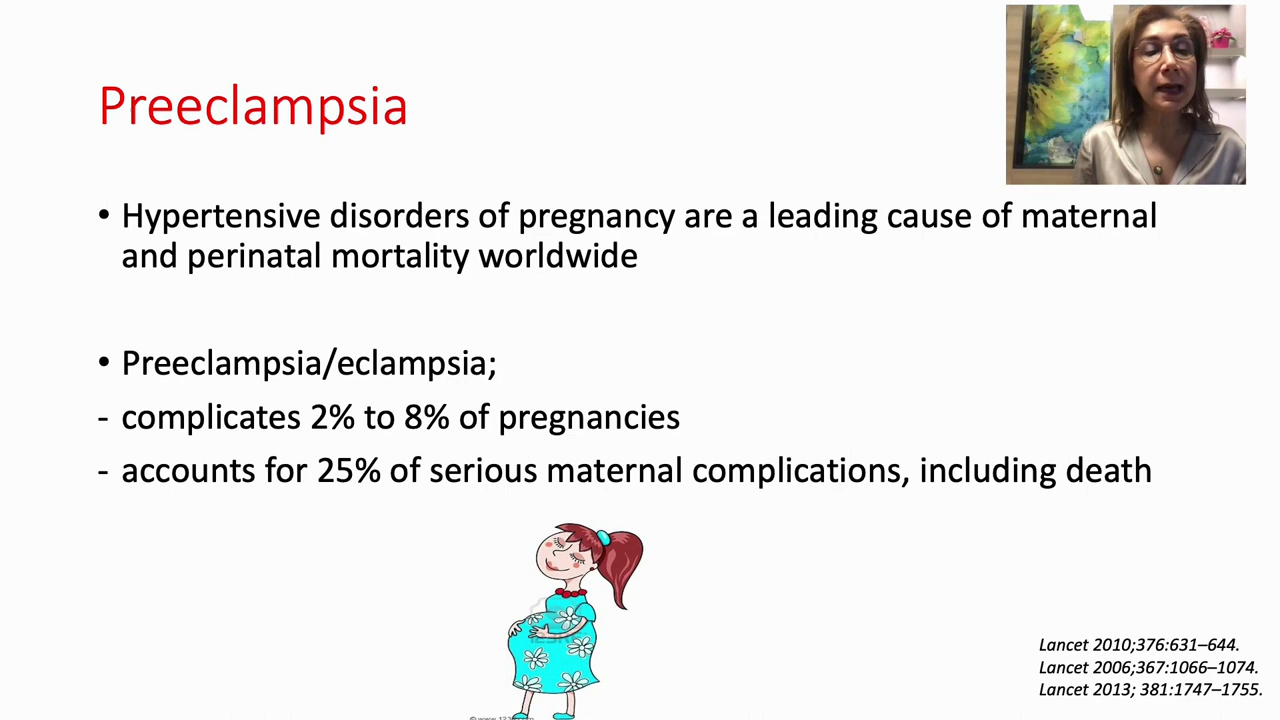 Preeclampsia
• Hypertensive disorders of pregnancy are a leading cause of maternal
and perinatal mortality worldwide
• Preeclampsia/eclampsia;
- complicates 2% to 8% of pregnancies
- accounts for 25% of serious maternal complications, including death
Lancet 2010;376:631–644.
Lancet 2006;367:1066–1074.
Lancet 2013; 381:1747–1755.